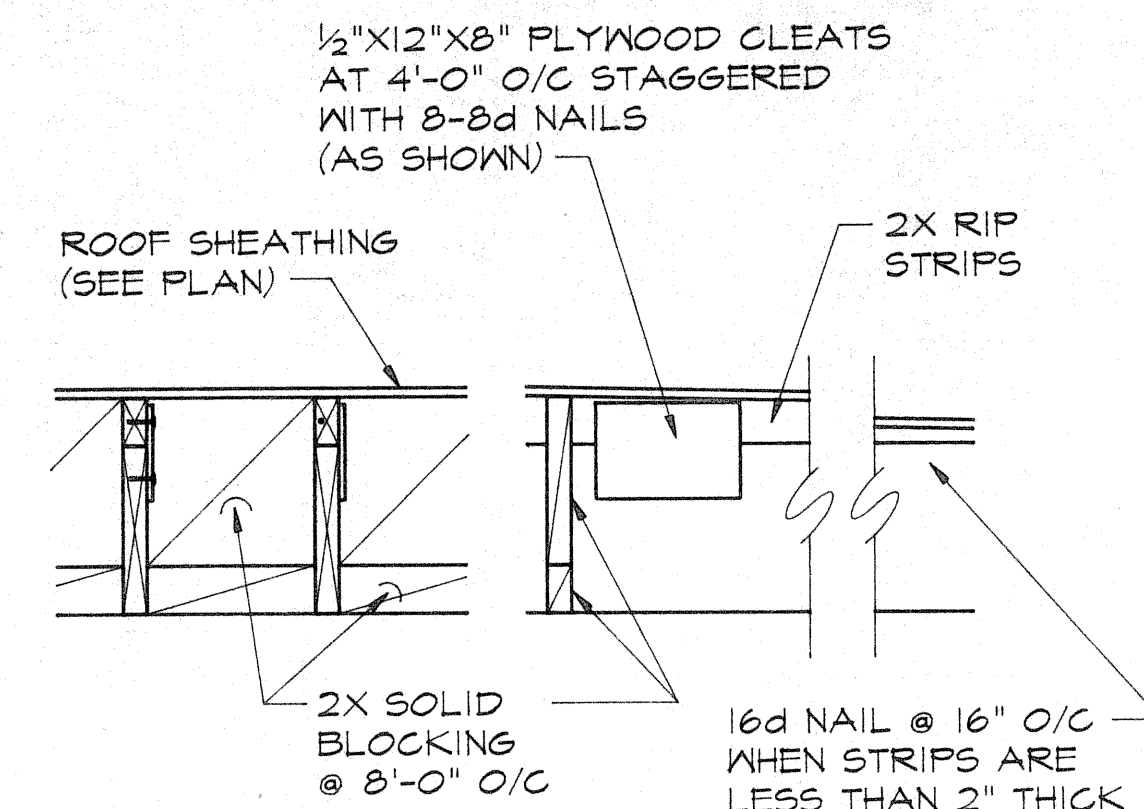 ½"X12"X8" PLYWOOD CLEATS
AT 4'-0" O/C STAGGERED
WITH 8-8d NAILS
(AS SHOWN)
ROOF SHEATHING
(SEE PLAN)
2X RIP
STRIPS
2X SOLID
BLOCKING
@ 8'-0" O/C
16d NAIL @ 16" O/C
WHEN STRIPS ARE
LESS THAN 2" THICK